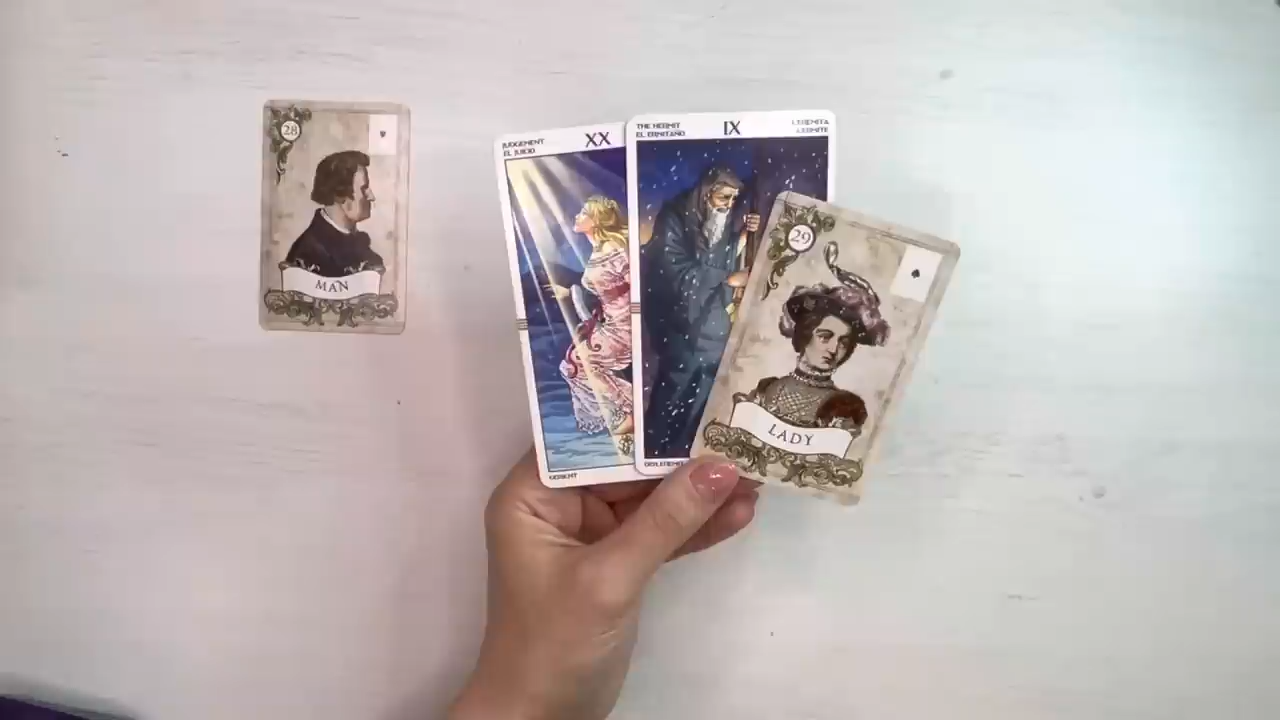 28
MAN
JUDGEMENT
EL JUICIO
XX
THE HERMIT
EL ERMITAÑO
IX
L'EREMITA
L'ERMITE
29
LADY